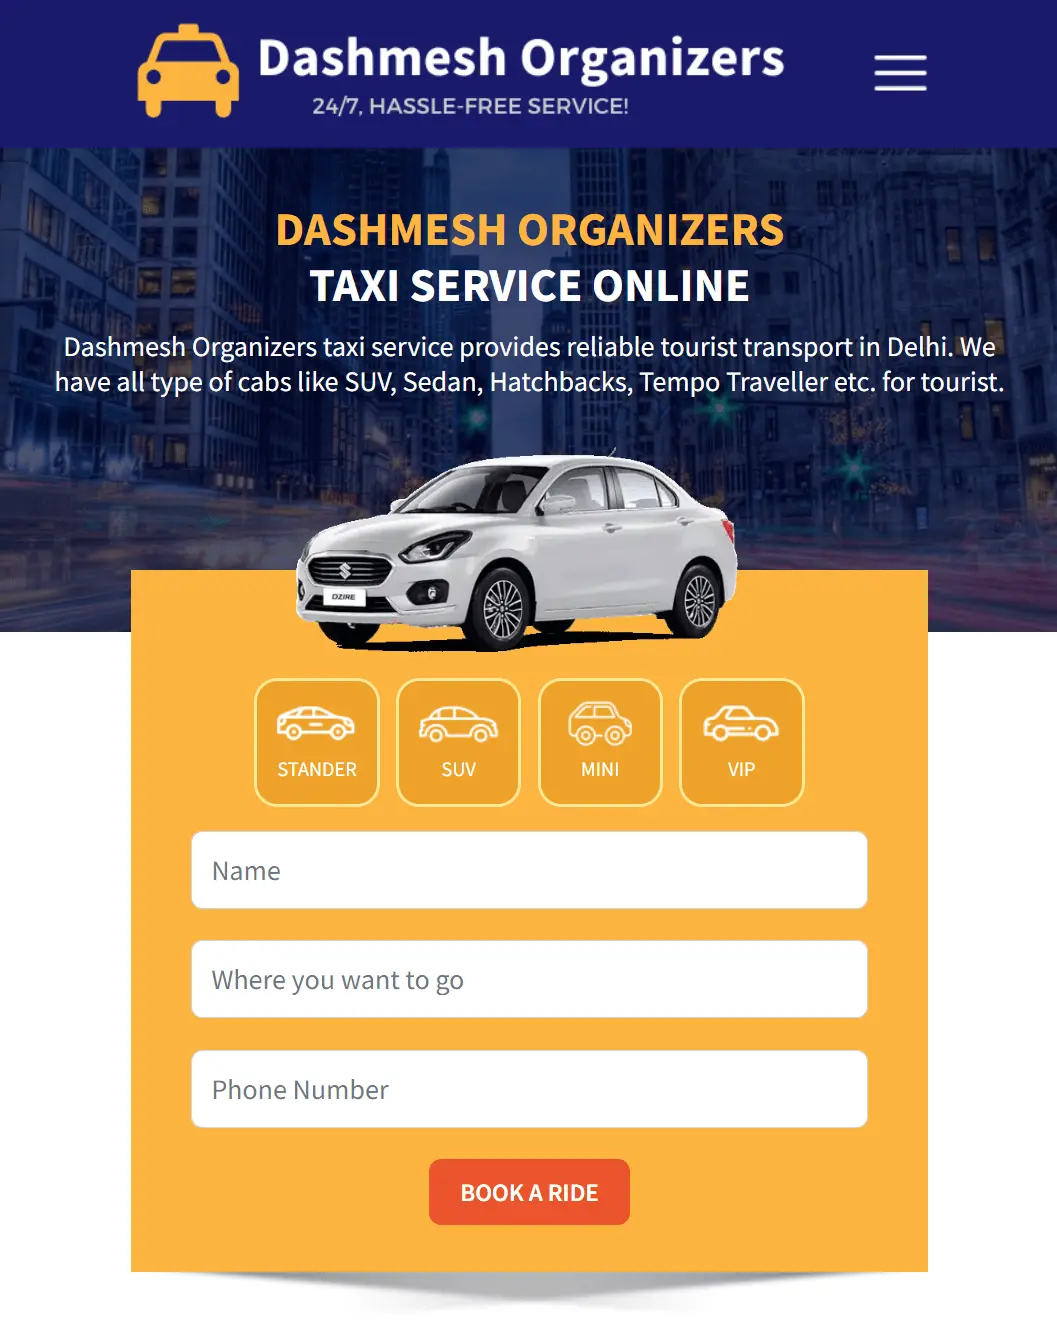 Dashmesh Organizers
24/7, HASSLE-FREE SERVICE!
DASHMESH ORGANIZERS
TAXI SERVICE ONLINE
Dashmesh Organizers taxi service provides reliable tourist transport in Delhi. We
have all type of cabs like SUV, Sedan, Hatchbacks, Tempo Traveller etc. for tourist.
DZIRE
STANDER SUV MINI VIP
Name
Where you want to go
Phone Number
BOOK A RIDE